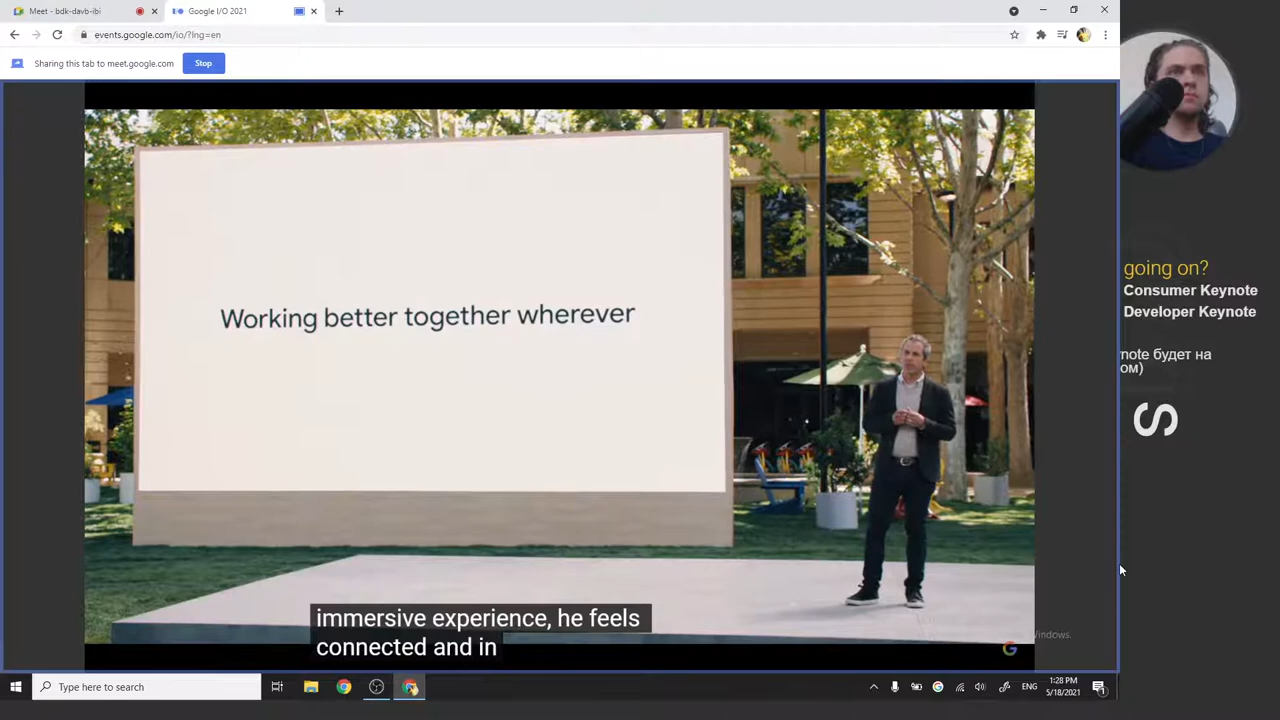 Meet - bdk-davb-ibi
Google I/O 2021
events.google.com/io/?lng=en
Sharing this tab to meet.google.com
Stop
Working better together wherever
immersive experience, he feels
connected and in
going on?
Consumer Keynote
Developer Keynote
note будет на
ом)
S
Windows.
Type here to search
ENG
1:28 PM
5/18/2021